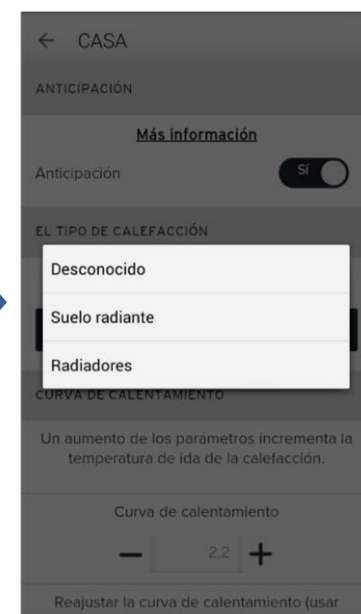 CASA
ANTICIPACIÓN
Más información
Anticipación
SÍ
EL TIPO DE CALEFACCIÓN
Desconocido
Suelo radiante
Radiadores
CURVA DE CALENTAMIENTO
Un aumento de los parámetros incrementa la
temperatura de ida de la calefacción.
Curva de calentamiento
− 2.2 +
Reajustar la curva de calentamiento (usar